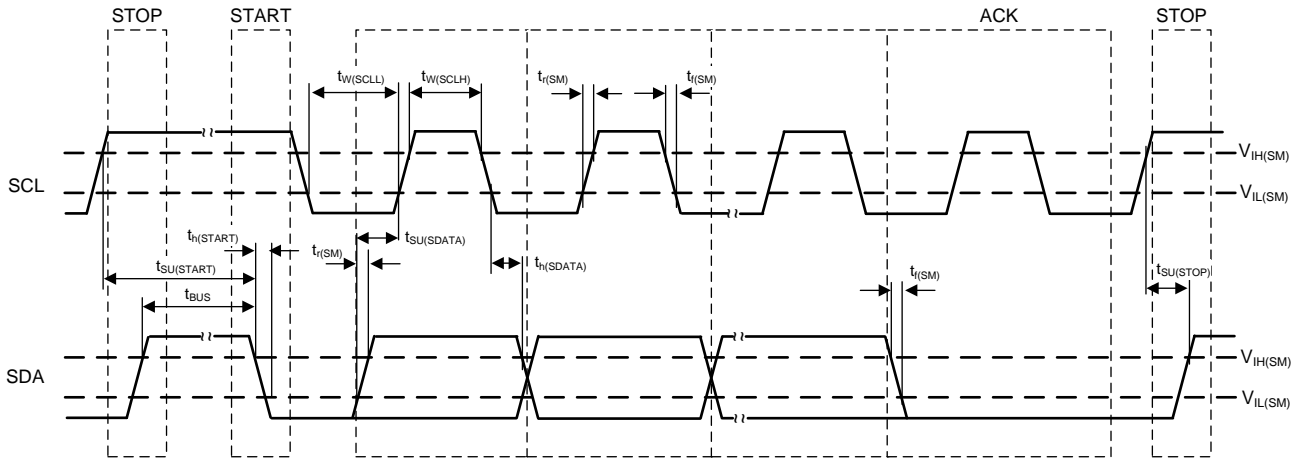 STOP START ACK STOP
tW(SCLL) tW(SCLH) tr(SM) tf(SM)
VIH(SM)
SCL
VIL(SM)
th(START) tr(SM) tSU(SDATA)
tSU(START) th(SDATA) tf(SM) tSU(STOP)
tBUS
VIH(SM)
SDA
VIL(SM)